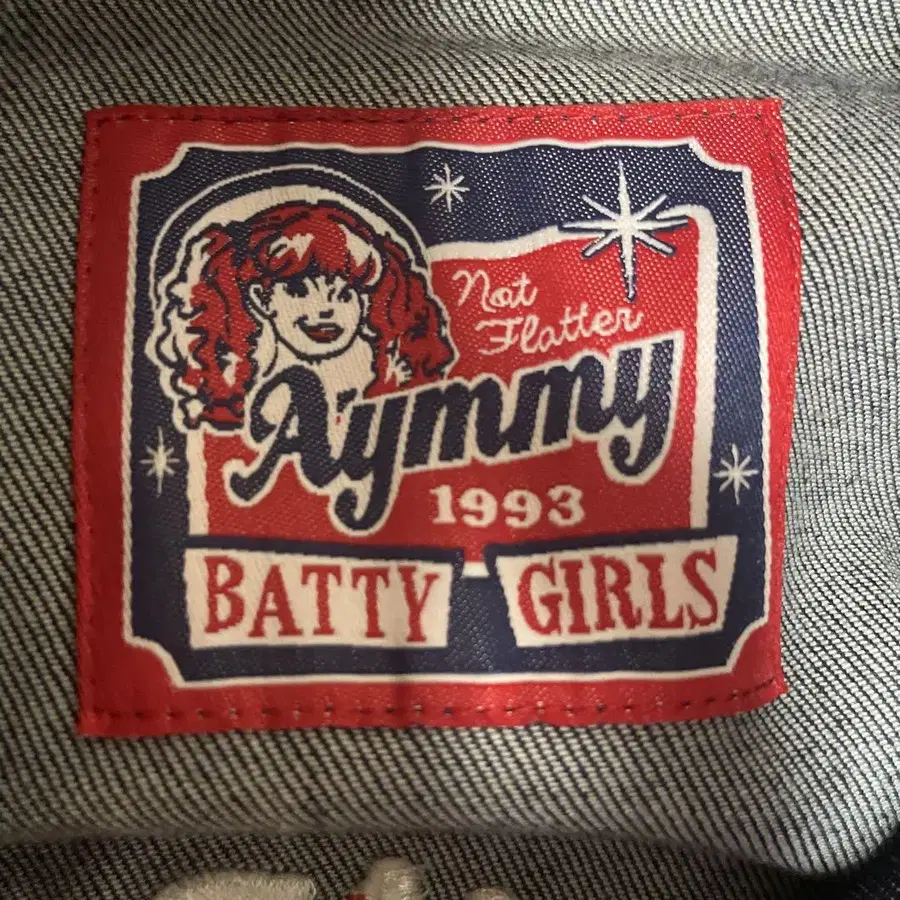 Not
Flatter
Aymmy
1993
BATTY GIRLS